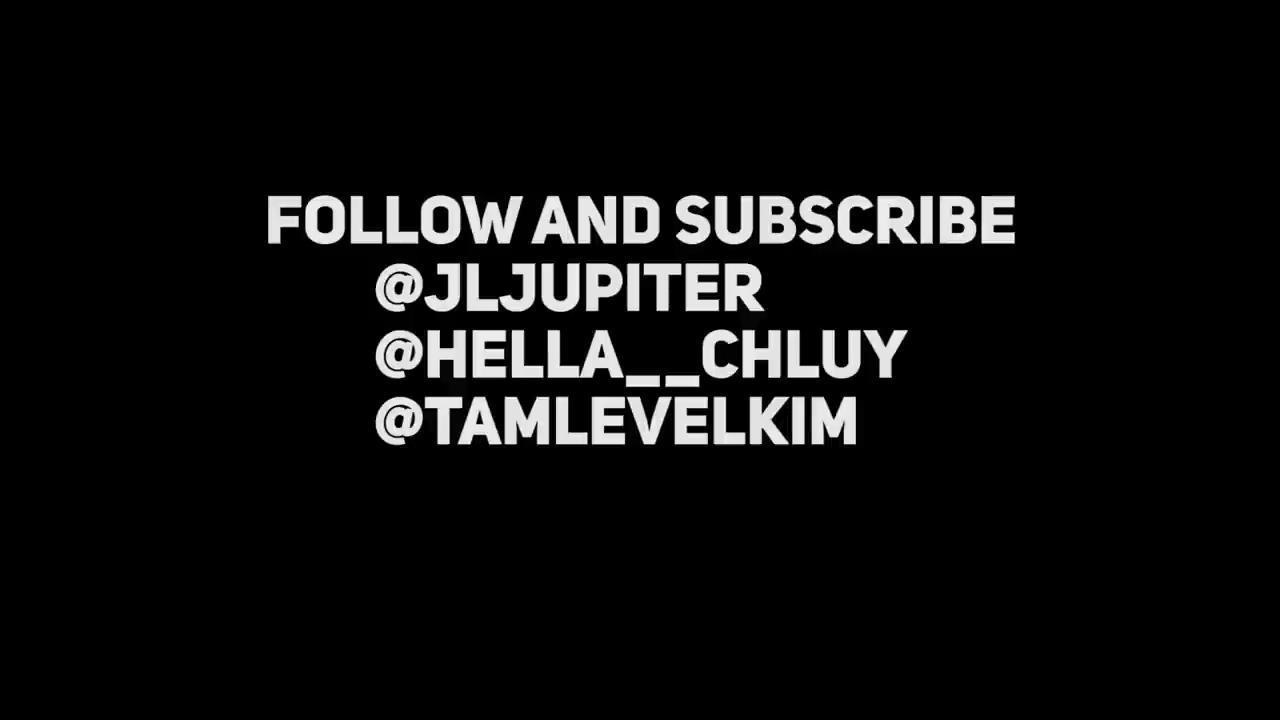 FOLLOW AND SUBSCRIBE
@JLJUPITER
@HELLA__CHLUY
@TAMLEVELKIM